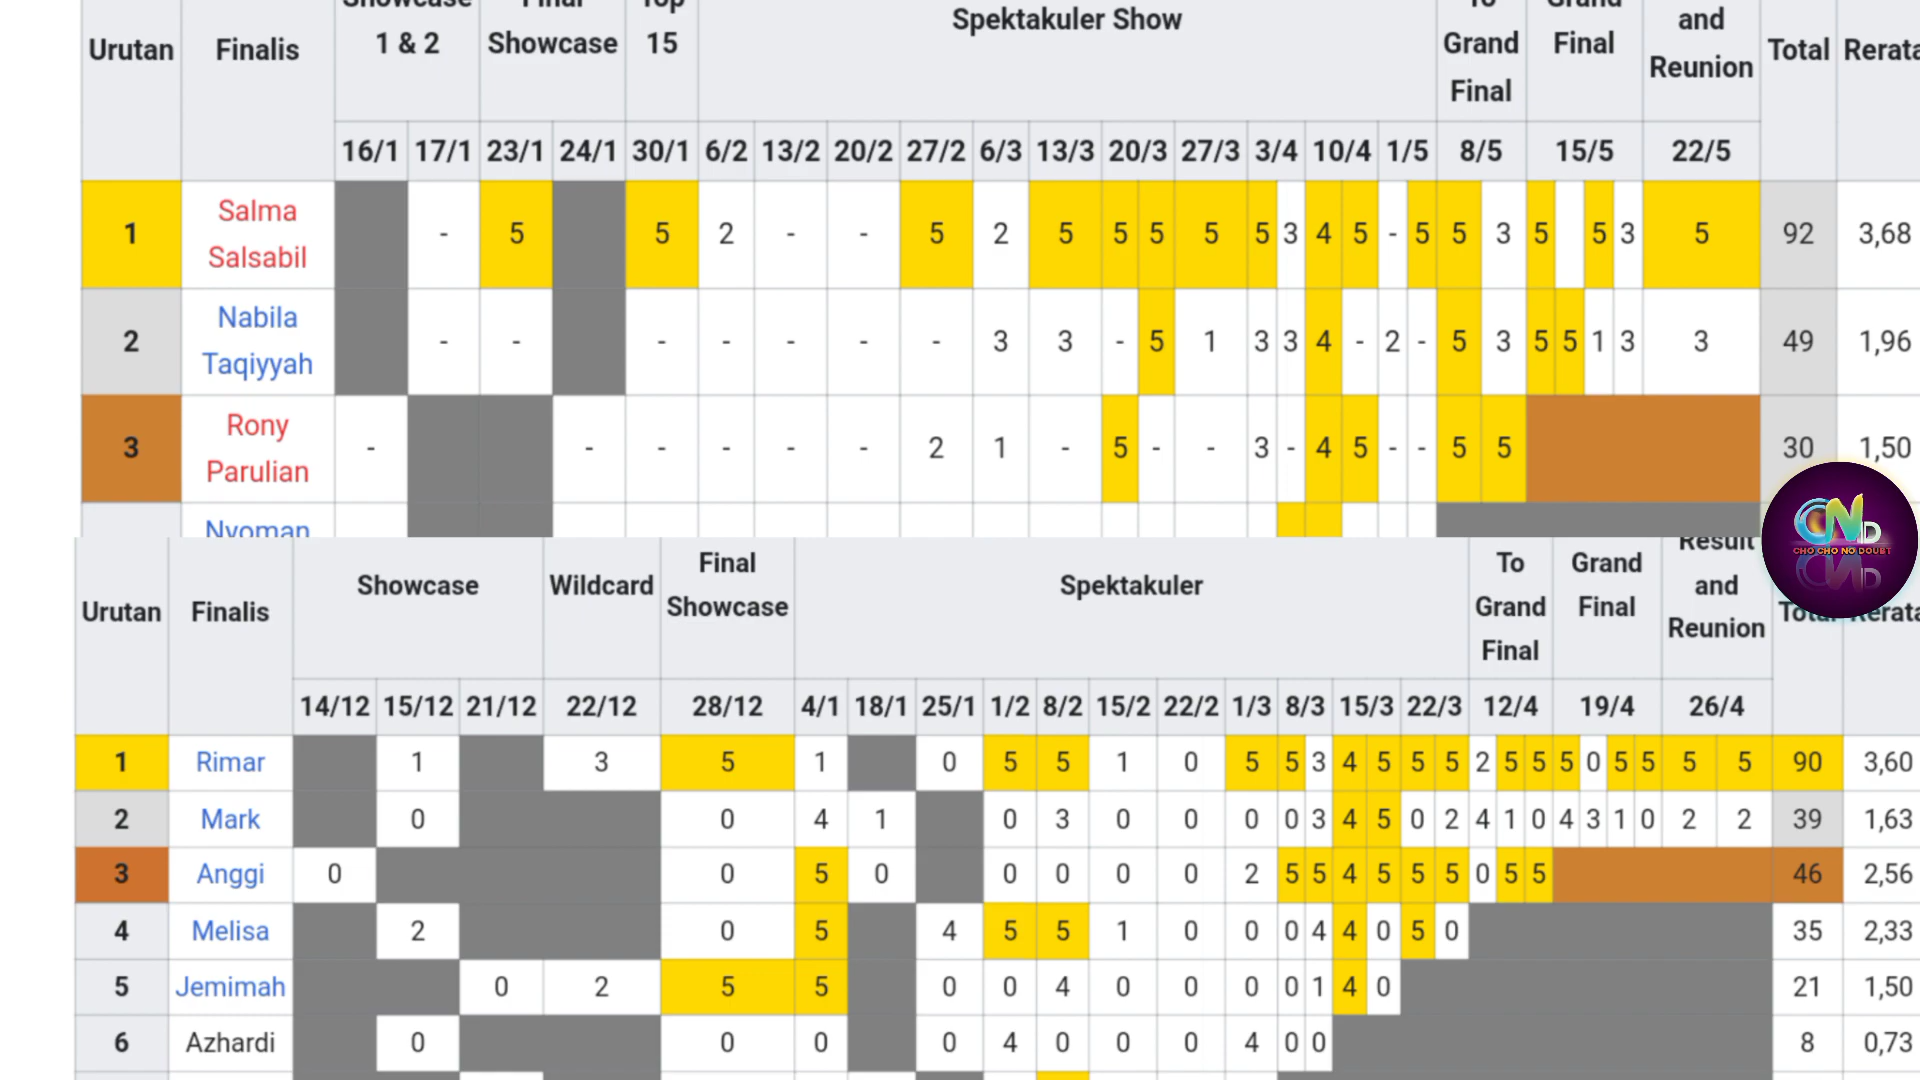 Showcase 1 & 2 | Final Showcase | Top 15 | Spektakuler Show | To Grand Final | Grand Final | and Reunion
Urutan | Finalis | Total | Rerata
16/1 | 17/1 | 23/1 | 24/1 | 30/1 | 6/2 | 13/2 | 20/2 | 27/2 | 6/3 | 13/3 | 20/3 | 27/3 | 3/4 | 10/4 | 1/5 | 8/5 | 15/5 | 22/5
1 | Salma Salsabil | - | 5 | 5 | 2 | - | - | 5 | 2 | 5 | 5 | 5 | 5 | 5 | 3 | 4 | 5 | - | 5 | 5 | 3 | 5 | 5 | 3 | 5 | 92 | 3,68
2 | Nabila Taqiyyah | - | - | - | - | - | - | - | 3 | 3 | - | 5 | 1 | 3 | 3 | 4 | - | 2 | - | 5 | 3 | 5 | 5 | 1 | 3 | 3 | 49 | 1,96
3 | Rony Parulian | - | - | - | - | - | - | 2 | 1 | - | 5 | - | - | 3 | - | 4 | 5 | - | - | 5 | 5 | 30 | 1,50
Nyoman
CND
CHO CHO NO DOUBT
Showcase | Wildcard | Final Showcase | Spektakuler | To Grand Final | Grand Final | Result and Reunion
Urutan | Finalis | Total | Rerata
14/12 | 15/12 | 21/12 | 22/12 | 28/12 | 4/1 | 18/1 | 25/1 | 1/2 | 8/2 | 15/2 | 22/2 | 1/3 | 8/3 | 15/3 | 22/3 | 12/4 | 19/4 | 26/4
1 | Rimar | 1 | 3 | 5 | 1 | 0 | 5 | 5 | 1 | 0 | 5 | 5 | 3 | 4 | 5 | 5 | 5 | 2 | 5 | 5 | 5 | 0 | 5 | 5 | 5 | 5 | 90 | 3,60
2 | Mark | 0 | 0 | 4 | 1 | 0 | 3 | 0 | 0 | 0 | 0 | 3 | 4 | 5 | 0 | 2 | 4 | 1 | 0 | 4 | 3 | 1 | 0 | 2 | 2 | 39 | 1,63
3 | Anggi | 0 | 0 | 5 | 0 | 0 | 0 | 0 | 0 | 2 | 5 | 5 | 4 | 5 | 5 | 5 | 0 | 5 | 5 | 46 | 2,56
4 | Melisa | 2 | 0 | 5 | 4 | 5 | 5 | 1 | 0 | 0 | 0 | 4 | 4 | 0 | 5 | 0 | 35 | 2,33
5 | Jemimah | 0 | 2 | 5 | 5 | 0 | 0 | 4 | 0 | 0 | 0 | 0 | 1 | 4 | 0 | 21 | 1,50
6 | Azhardi | 0 | 0 | 0 | 0 | 4 | 0 | 0 | 0 | 4 | 0 | 0 | 8 | 0,73